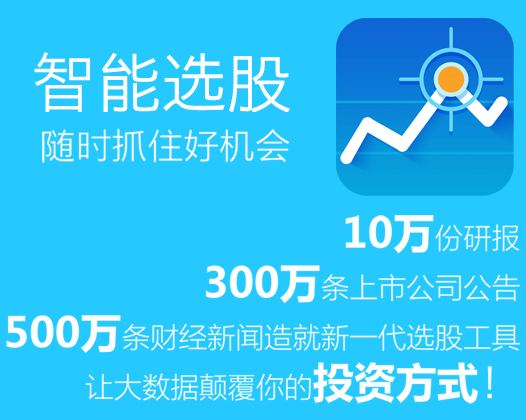 智能选股
随时抓住好机会
10万份研报
300万条上市公司公告
500万条财经新闻造就新一代选股工具
让大数据颠覆你的投资方式！